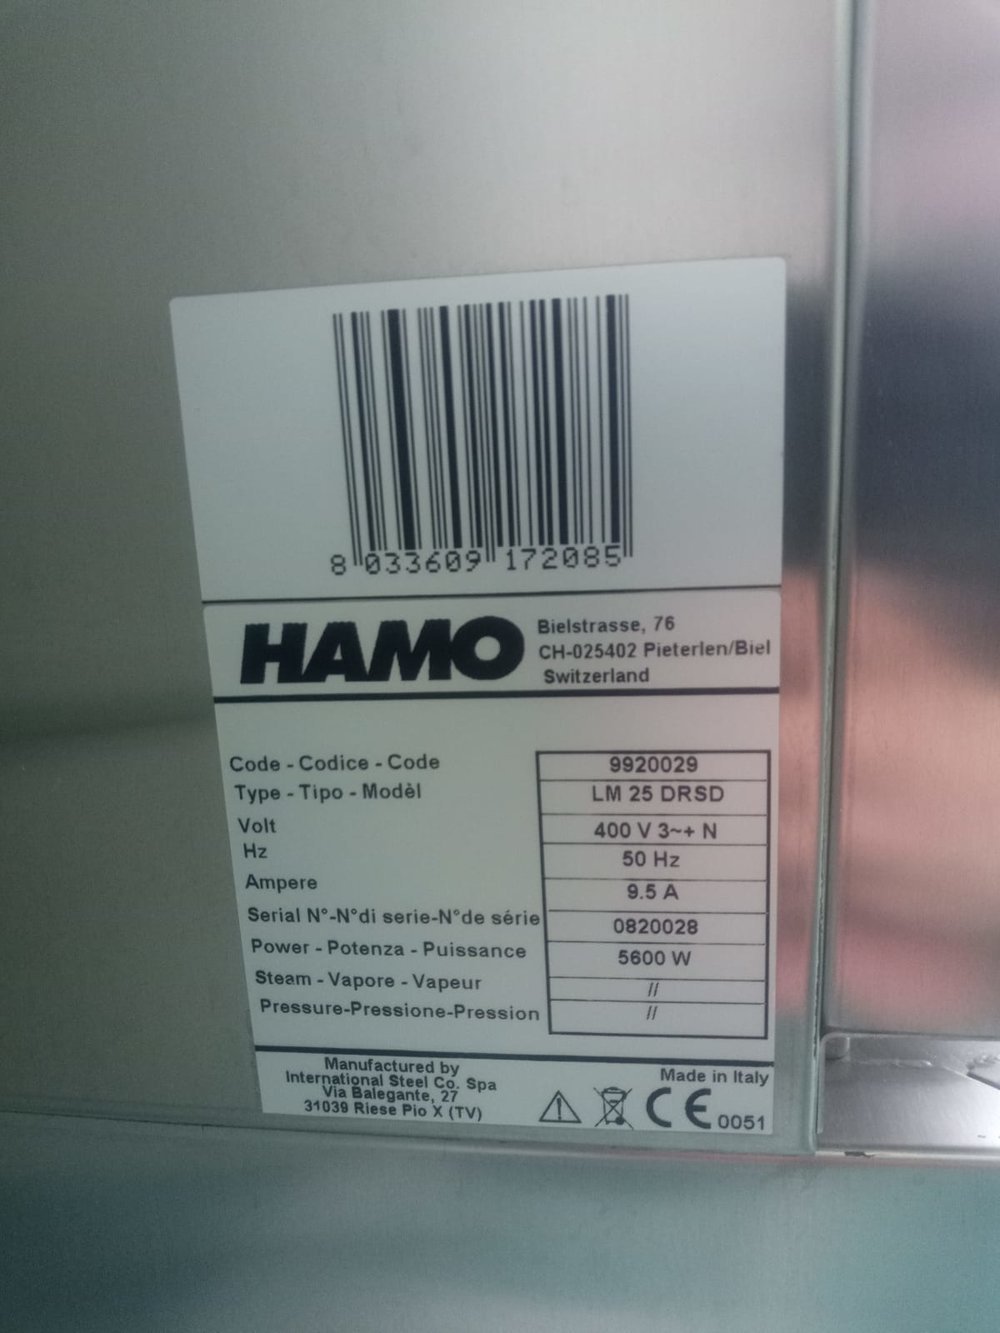 8 033609 172085
HAMO
Bielstrasse, 76
CH-025402 Pieterlen/Biel
Switzerland
Code - Codice - Code 9920029
Type - Tipo - Modèl LM 25 DRSD
Volt 400 V 3~+ N
Hz 50 Hz
Ampere 9.5 A
Serial N°-N°di serie-N°de série 0820028
Power - Potenza - Puissance 5600 W
Steam - Vapore - Vapeur //
Pressure-Pressione-Pression //
Manufactured by
International Steel Co. Spa
Via Balegante, 27
31039 Riese Pio X (TV)
Made in Italy
CE 0051